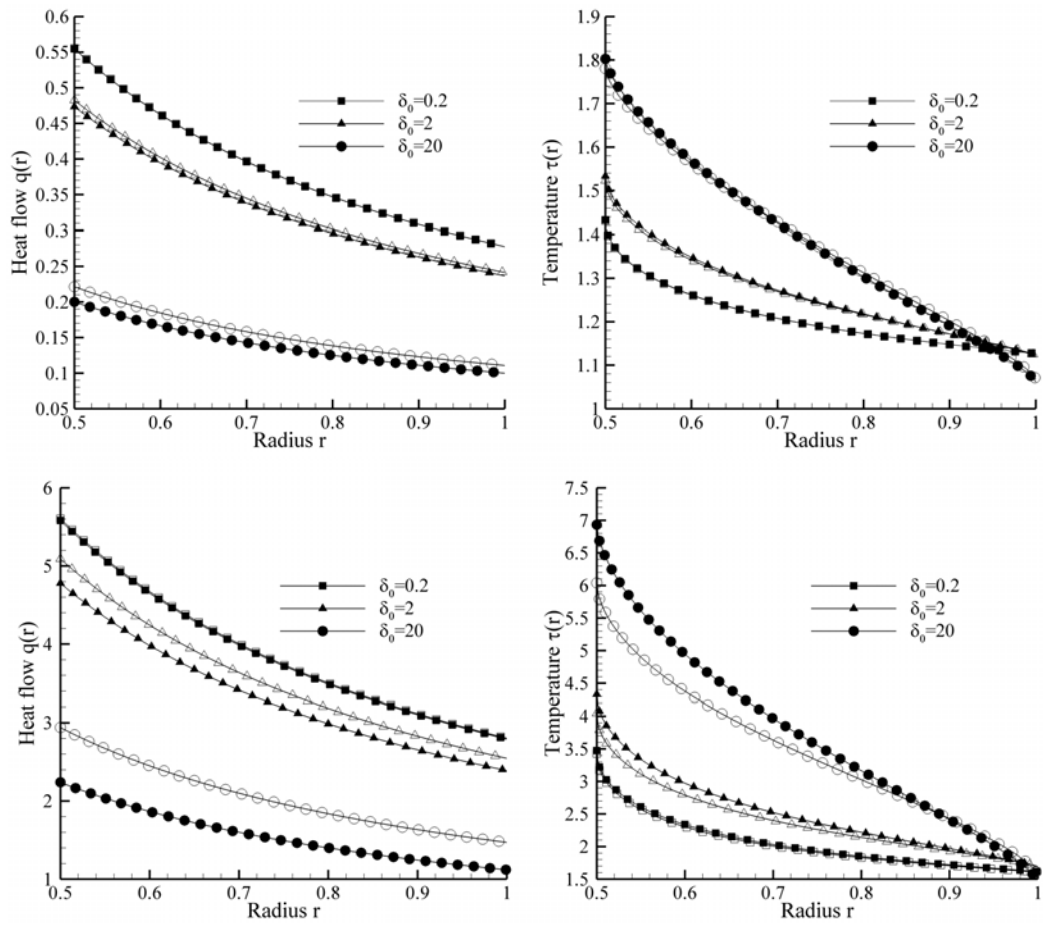 0.6
0.55
0.5
0.45
0.4
0.35
0.3
0.25
0.2
0.15
0.1
0.05
Heat flow q(r)
δ₀=0.2
δ₀=2
δ₀=20
0.5 0.6 0.7 0.8 0.9 1
Radius r
1.9
1.8
1.7
1.6
1.5
1.4
1.3
1.2
1.1
1
Temperature τ(r)
δ₀=0.2
δ₀=2
δ₀=20
0.5 0.6 0.7 0.8 0.9 1
Radius r
6
5
4
3
2
1
Heat flow q(r)
δ₀=0.2
δ₀=2
δ₀=20
0.5 0.6 0.7 0.8 0.9 1
Radius r
7.5
7
6.5
6
5.5
5
4.5
4
3.5
3
2.5
2
1.5
Temperature τ(r)
δ₀=0.2
δ₀=2
δ₀=20
0.5 0.6 0.7 0.8 0.9 1
Radius r